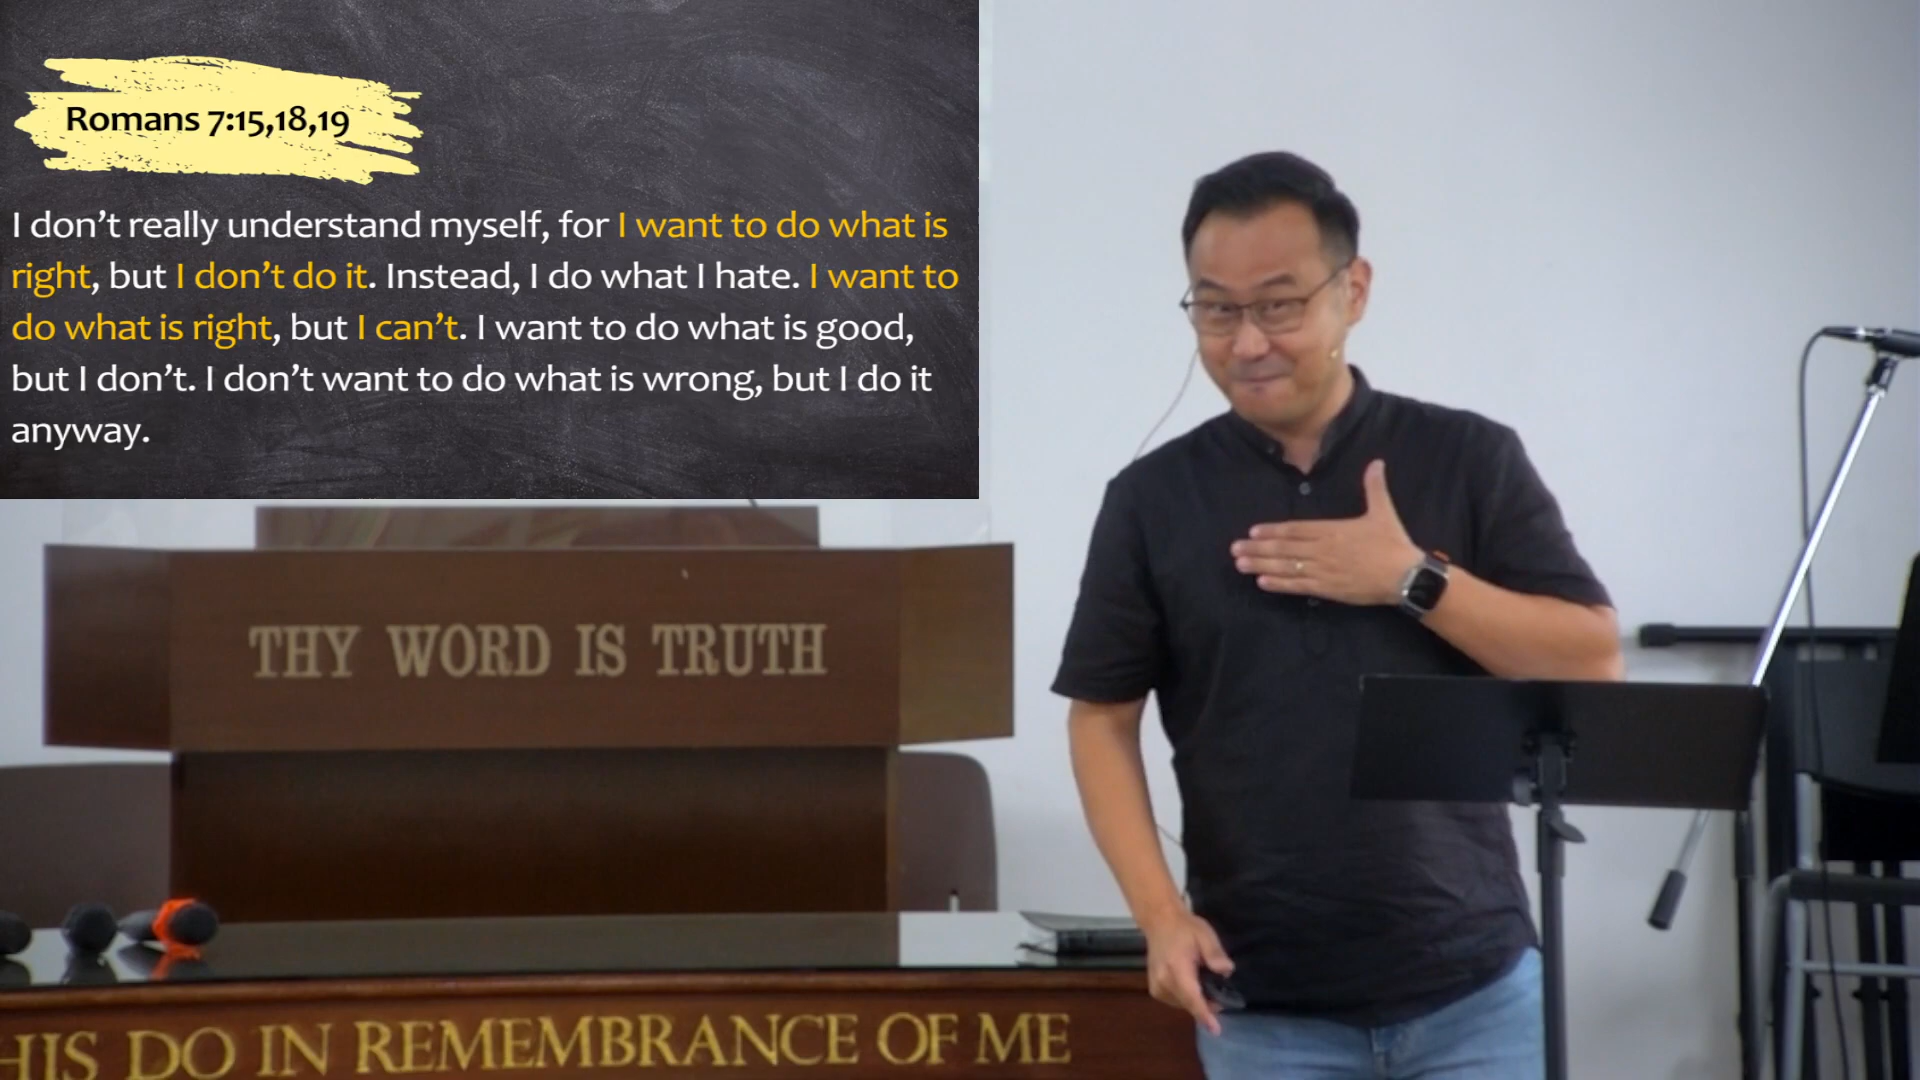 Romans 7:15,18,19
I don’t really understand myself, for I want to do what is
right, but I don’t do it. Instead, I do what I hate. I want to
do what is right, but I can’t. I want to do what is good,
but I don’t. I don’t want to do what is wrong, but I do it
anyway.
THY WORD IS TRUTH
HIS DO IN REMEMBRANCE OF ME